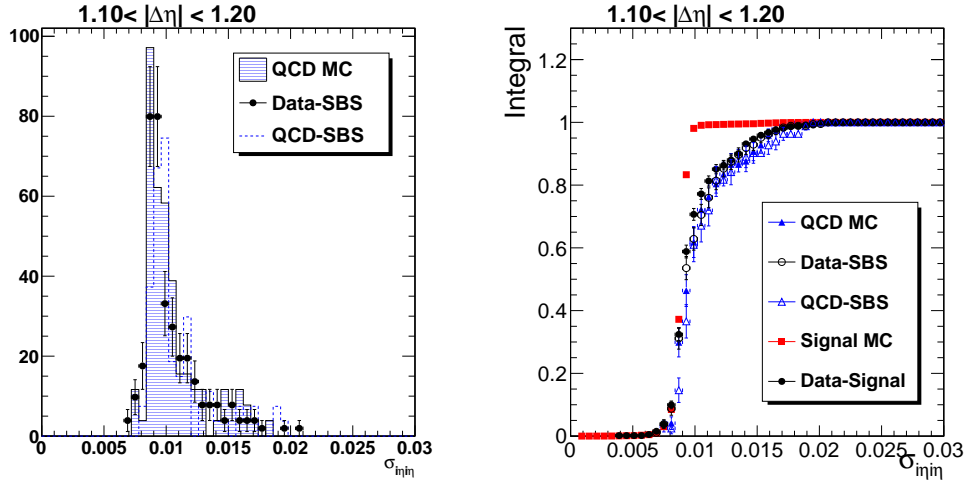 1.10< |Δη| < 1.20
100
80
60
40
20
0
QCD MC
Data-SBS
QCD-SBS
0 0.005 0.01 0.015 0.02 0.025 0.03
σiηiη
1.10< |Δη| < 1.20
Integral
1.2
1
0.8
0.6
0.4
0.2
0
QCD MC
Data-SBS
QCD-SBS
Signal MC
Data-Signal
0 0.005 0.01 0.015 0.02 0.025 0.03
σiηiη